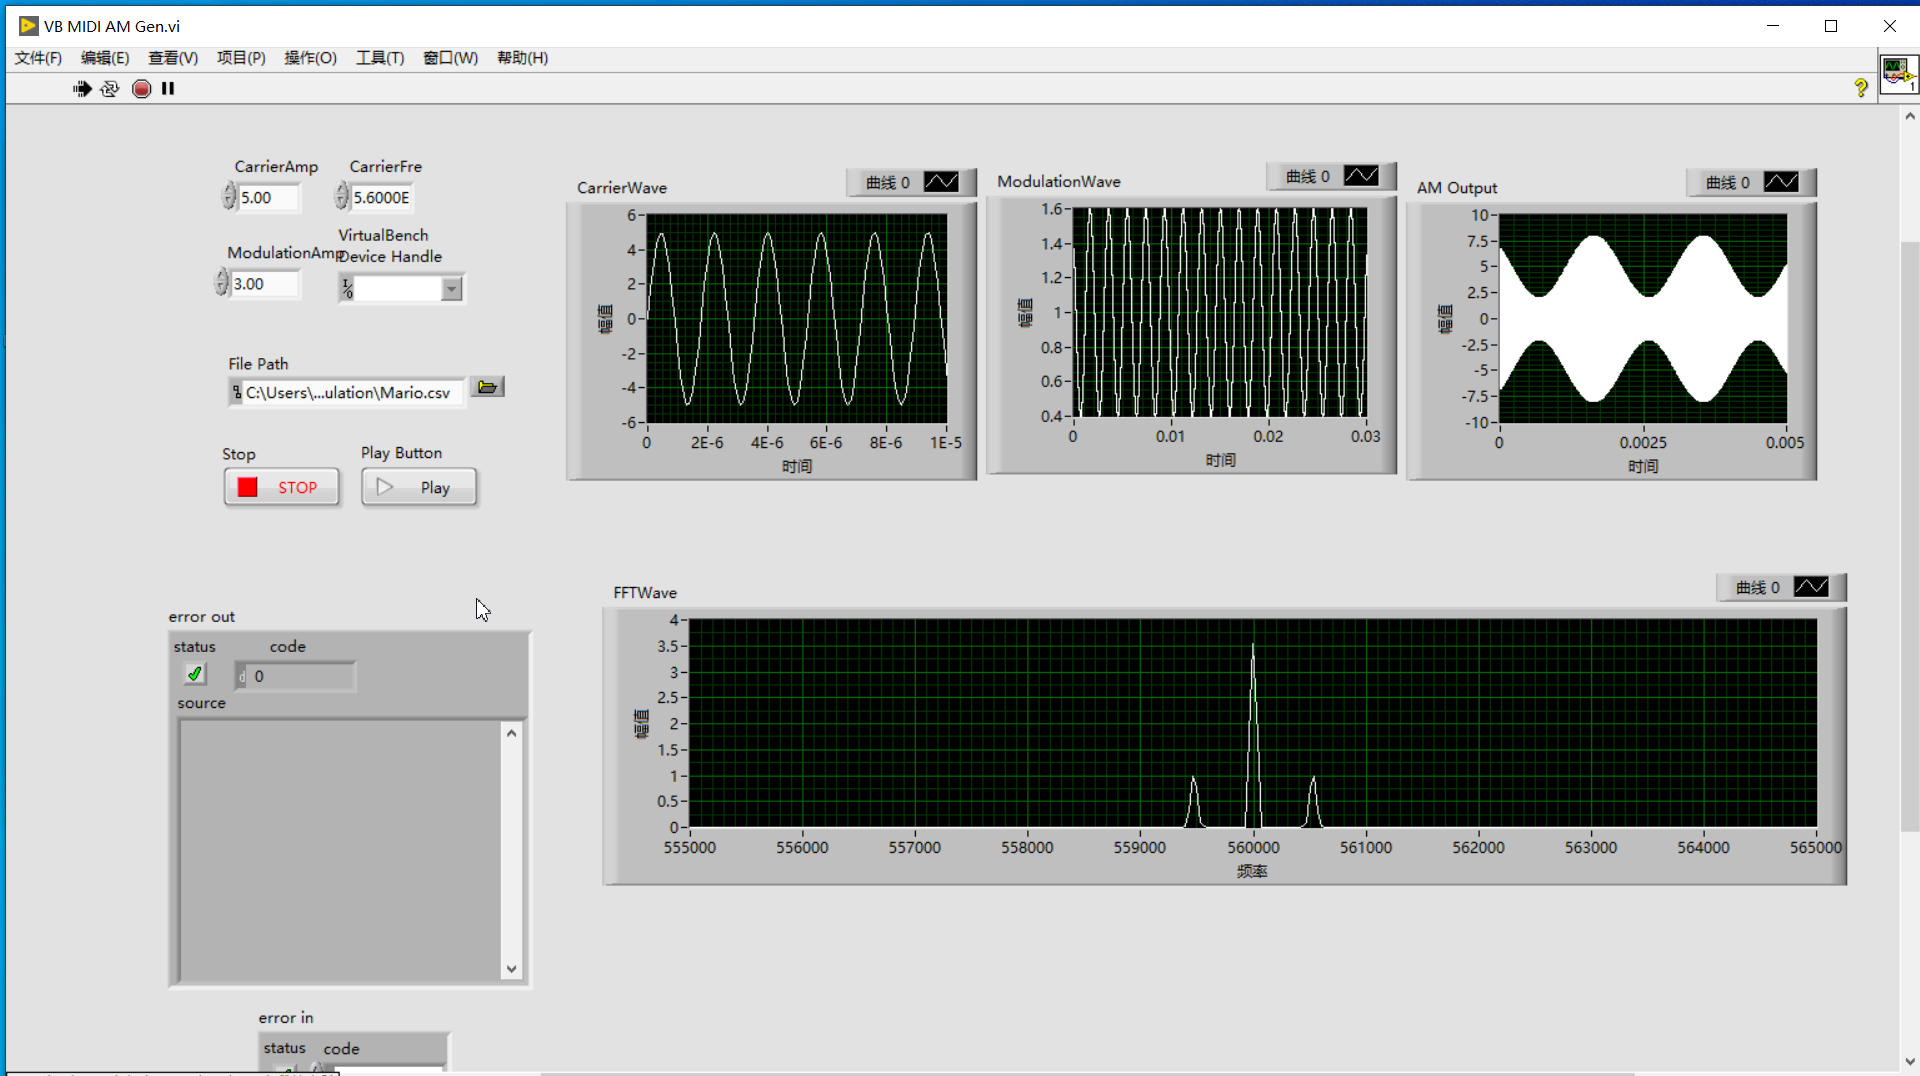 VB MIDI AM Gen.vi
文件(F) 编辑(E) 查看(V) 项目(P) 操作(O) 工具(T) 窗口(W) 帮助(H)
1
CarrierAmp CarrierFre
5.00 5.6000E
ModulationAmp
3.00
VirtualBench
Device Handle
File Path
C:\Users\...ulation\Mario.csv
Stop
STOP
Play Button
Play
CarrierWave
曲线 0
6
4
2
0
-2
-4
-6
幅值
0 2E-6 4E-6 6E-6 8E-6 1E-5
时间
ModulationWave
曲线 0
1.6
1.4
1.2
1
0.8
0.6
0.4
幅值
0 0.01 0.02 0.03
时间
AM Output
曲线 0
10
7.5
5
2.5
0
-2.5
-5
-7.5
-10
幅值
0 0.0025 0.005
时间
error out
status code
d 0
source
FFTWave
曲线 0
4
3.5
3
2.5
2
1.5
1
0.5
0
幅值
555000 556000 557000 558000 559000 560000 561000 562000 563000 564000 565000
频率
error in
status code